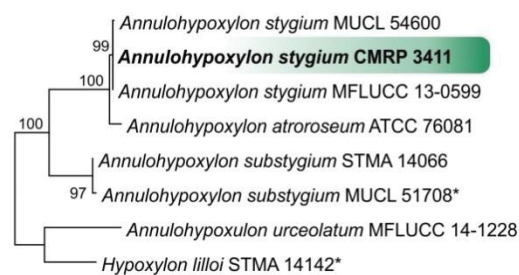 Annulohypoxylon stygium MUCL 54600
99
Annulohypoxylon stygium CMRP 3411
100
Annulohypoxylon stygium MFLUCC 13-0599
100
Annulohypoxylon atroroseum ATCC 76081
Annulohypoxylon substygium STMA 14066
97
Annulohypoxylon substygium MUCL 51708*
Annulohypoxulon urceolatum MFLUCC 14-1228
Hypoxylon lilloi STMA 14142*